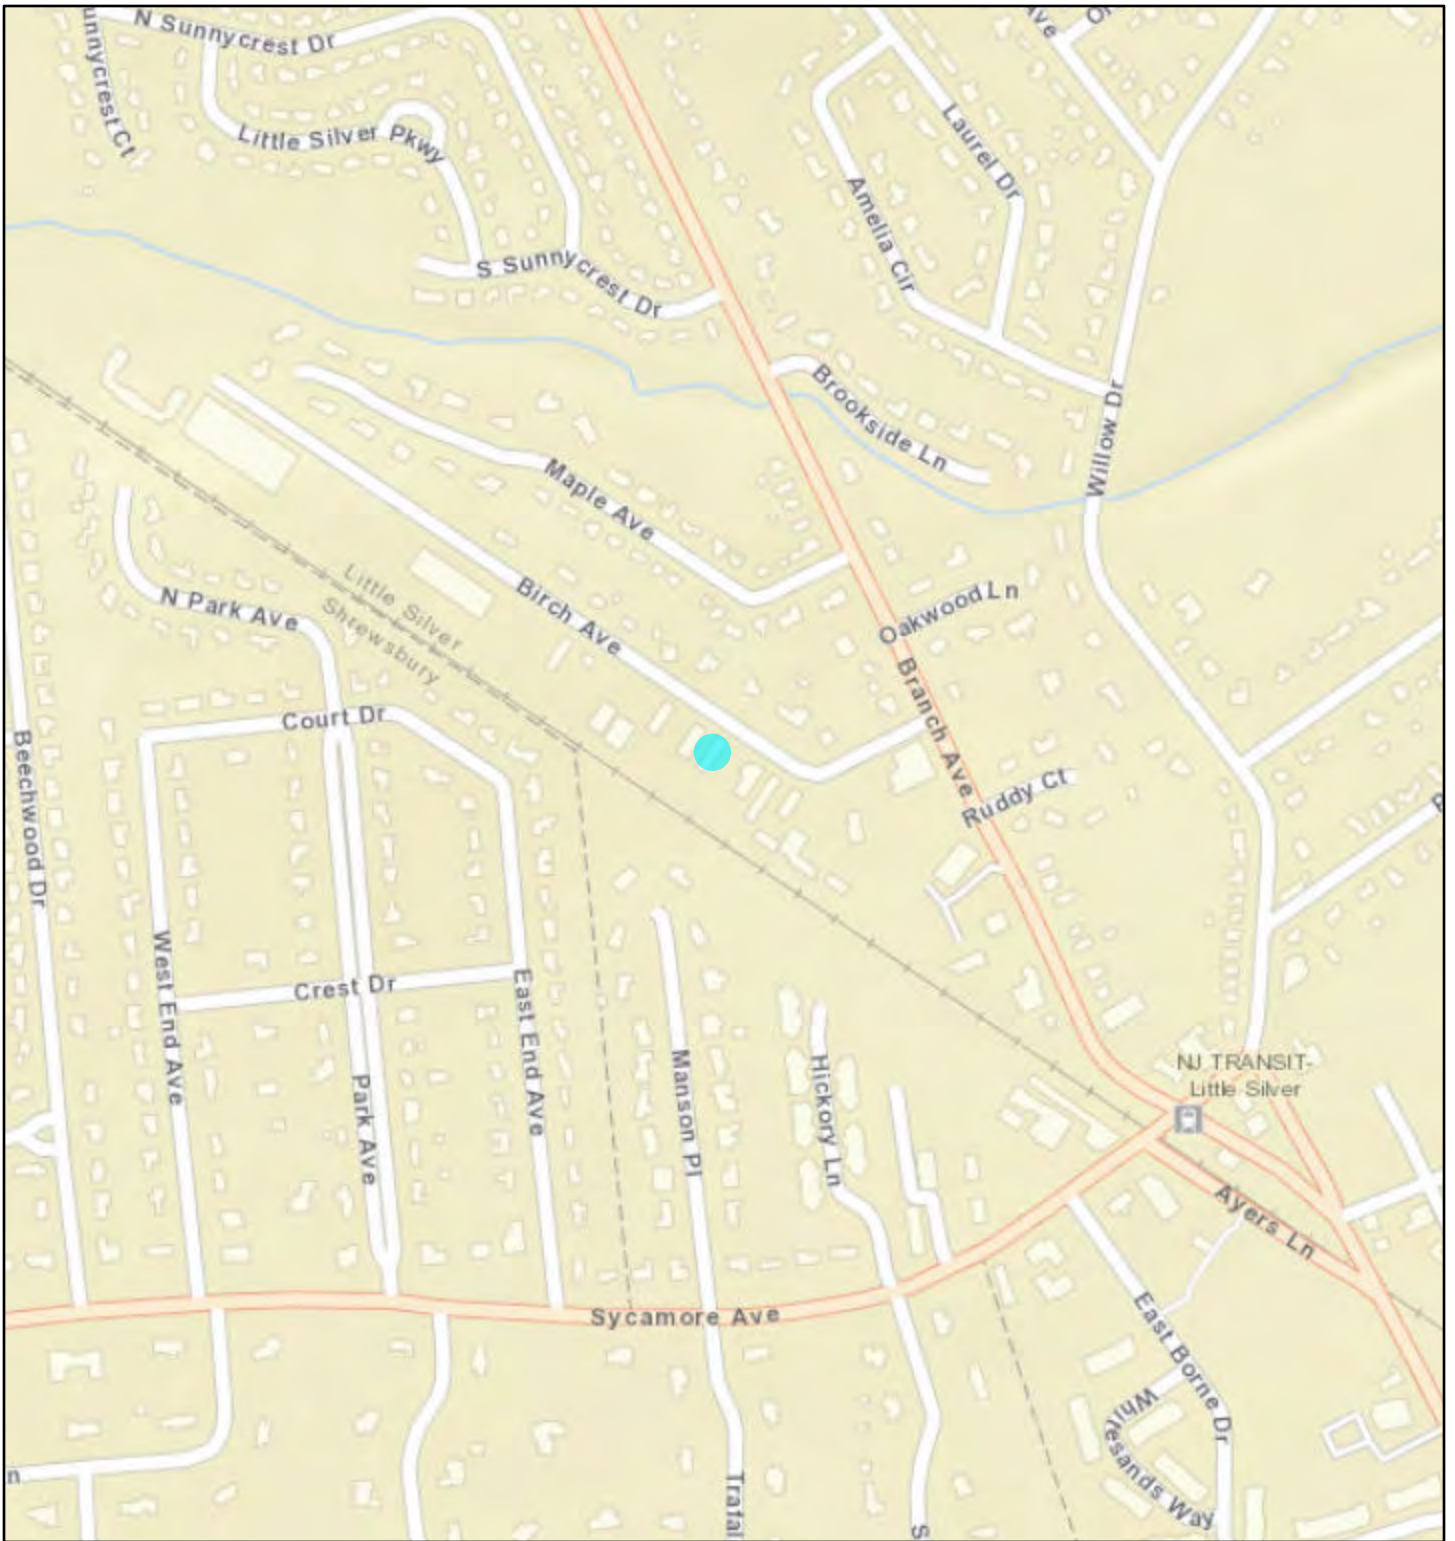 N Sunnycrest Dr
unnycrest Ct
Little Silver Pkwy
S Sunnycrest Dr
Ave
Laurel Dr
Amelia Cir
Brookside Ln
Willow Dr
Maple Ave
Birch Ave
Little Silver
Shrewsbury
Oakwood Ln
Branch Ave
Ruddy Ct
N Park Ave
Court Dr
Beechwood Dr
West End Ave
Crest Dr
East End Ave
Park Ave
Manson Pl
Hickory Ln
NJ TRANSIT-
Little Silver
Ayers Ln
Sycamore Ave
East Borne Dr
Whitesands Way
Trafal
S
n